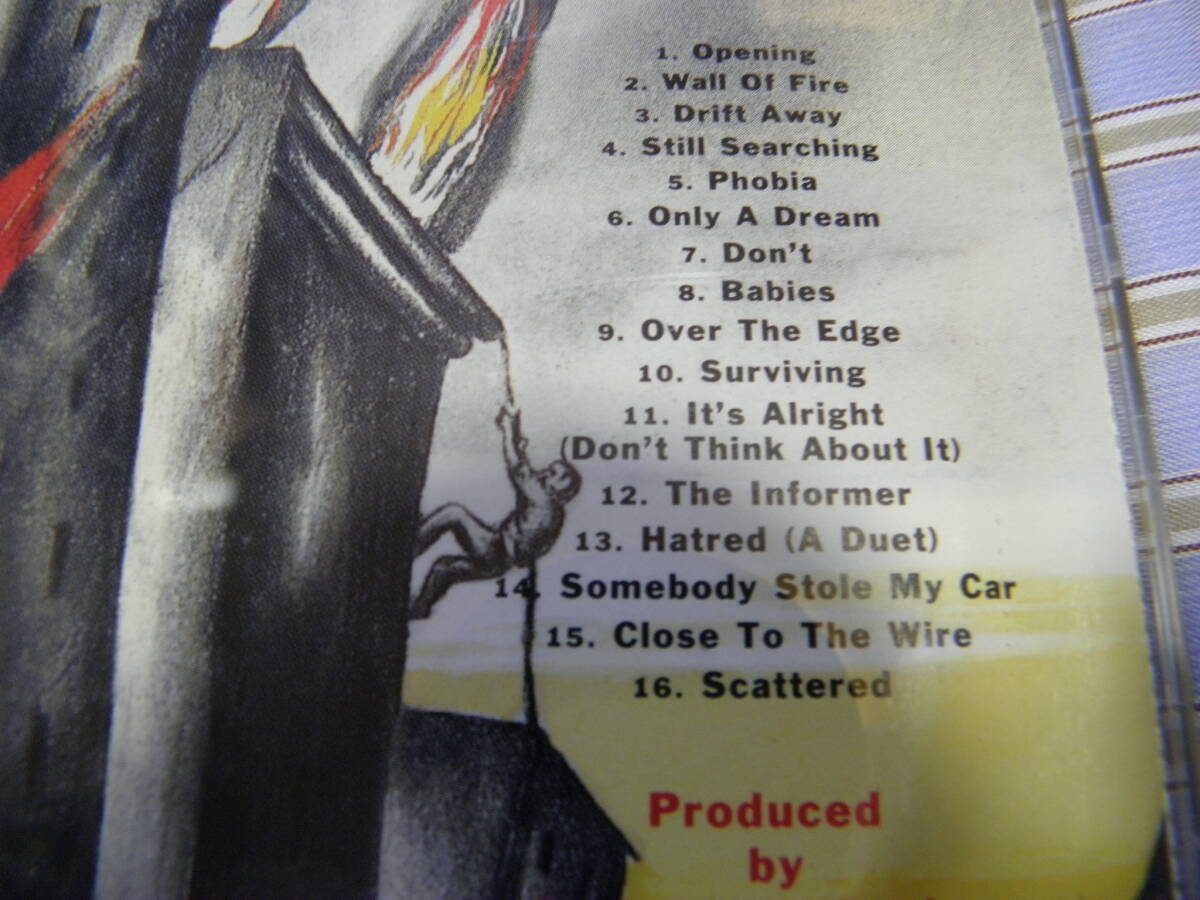 1. Opening
2. Wall Of Fire
3. Drift Away
4. Still Searching
5. Phobia
6. Only A Dream
7. Don't
8. Babies
9. Over The Edge
10. Surviving
11. It's Alright
(Don't Think About It)
12. The Informer
13. Hatred (A Duet)
14. Somebody Stole My Car
15. Close To The Wire
16. Scattered
Produced
by